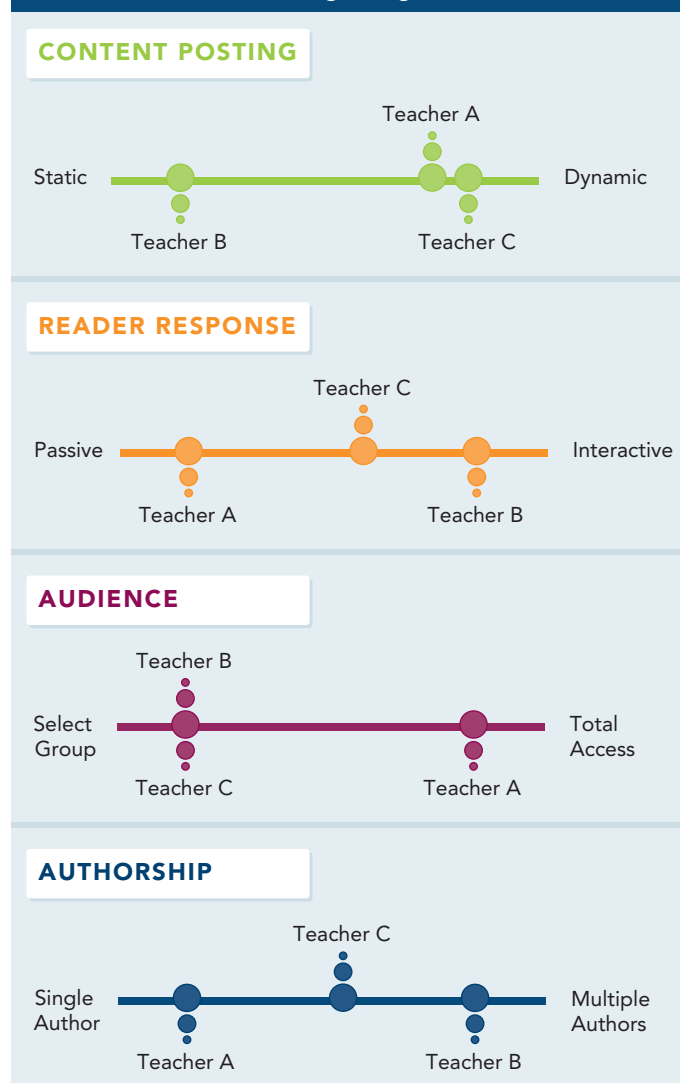 CONTENT POSTING
Teacher A
Static
Dynamic
Teacher B
Teacher C
READER RESPONSE
Teacher C
Passive
Interactive
Teacher A
Teacher B
AUDIENCE
Teacher B
Select
Group
Total
Access
Teacher C
Teacher A
AUTHORSHIP
Teacher C
Single
Author
Multiple
Authors
Teacher A
Teacher B